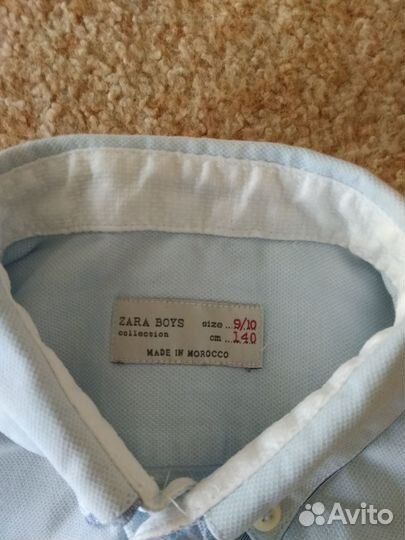 ZARA BOYS size ...9/10
collection cm ...140
MADE IN MOROCCO
Avito